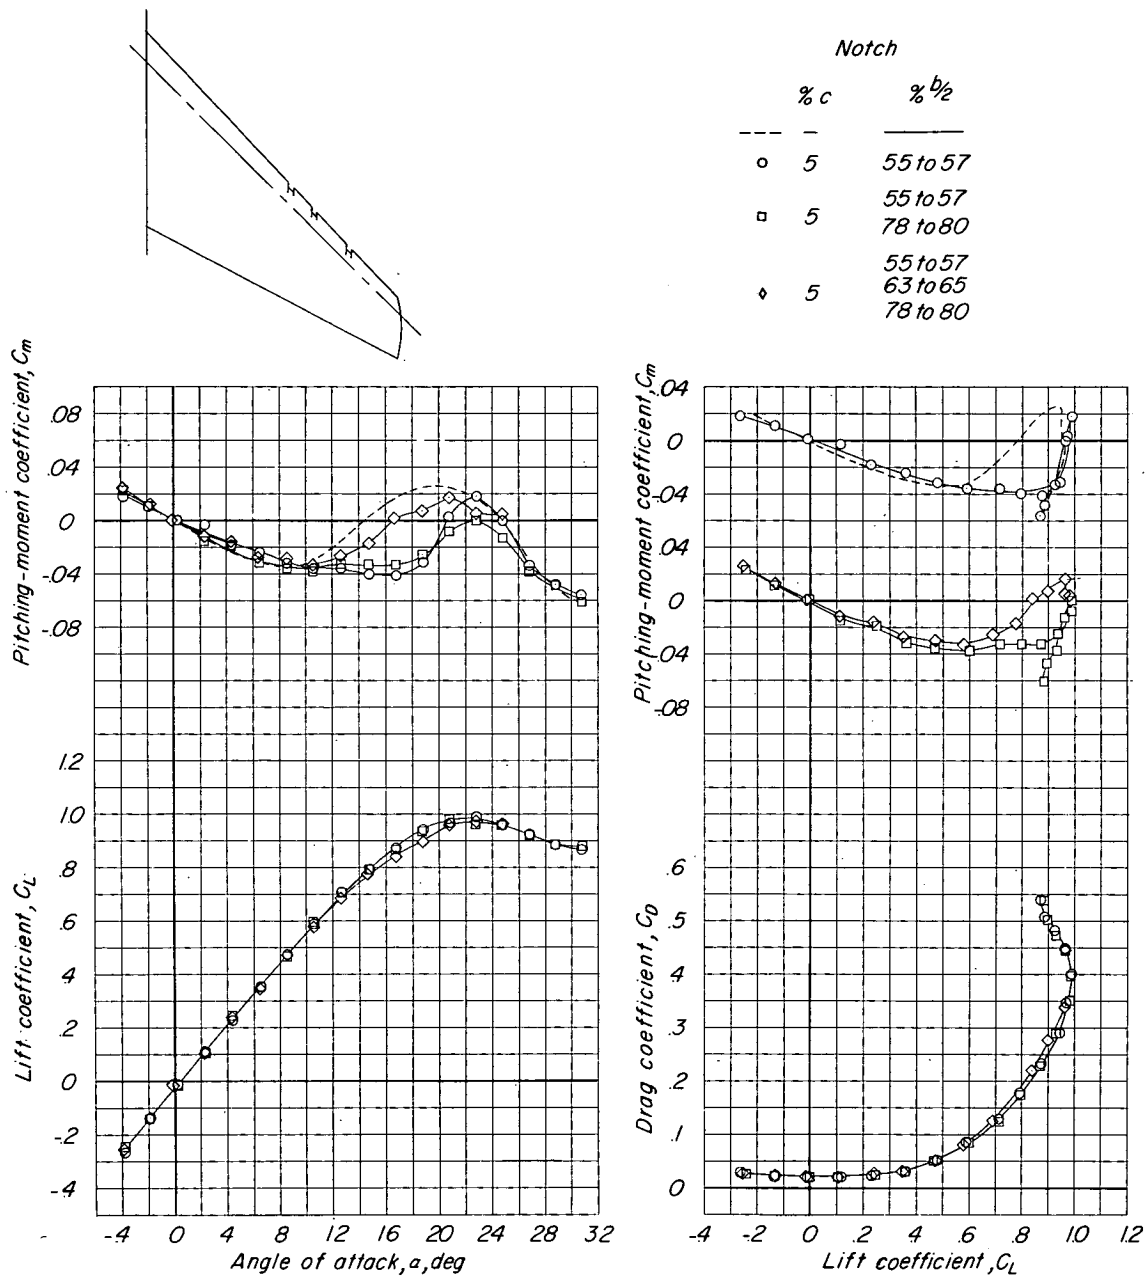 Notch
% c % b/2
---- – ——
○ 5 55 to 57
□ 5 55 to 57
78 to 80
◇ 5 55 to 57
63 to 65
78 to 80
Pitching-moment coefficient, Cm
.08
.04
0
-.04
-.08
Lift coefficient, CL
1.2
1.0
.8
.6
.4
.2
0
-.2
-.4
-4 0 4 8 12 16 20 24 28 32
Angle of attack, α, deg
Pitching-moment coefficient, Cm
.04
0
-.04
.04
0
-.04
-.08
Drag coefficient, CD
.6
.5
.4
.3
.2
.1
0
-.4 -.2 0 .2 .4 .6 .8 1.0 1.2
Lift coefficient, CL